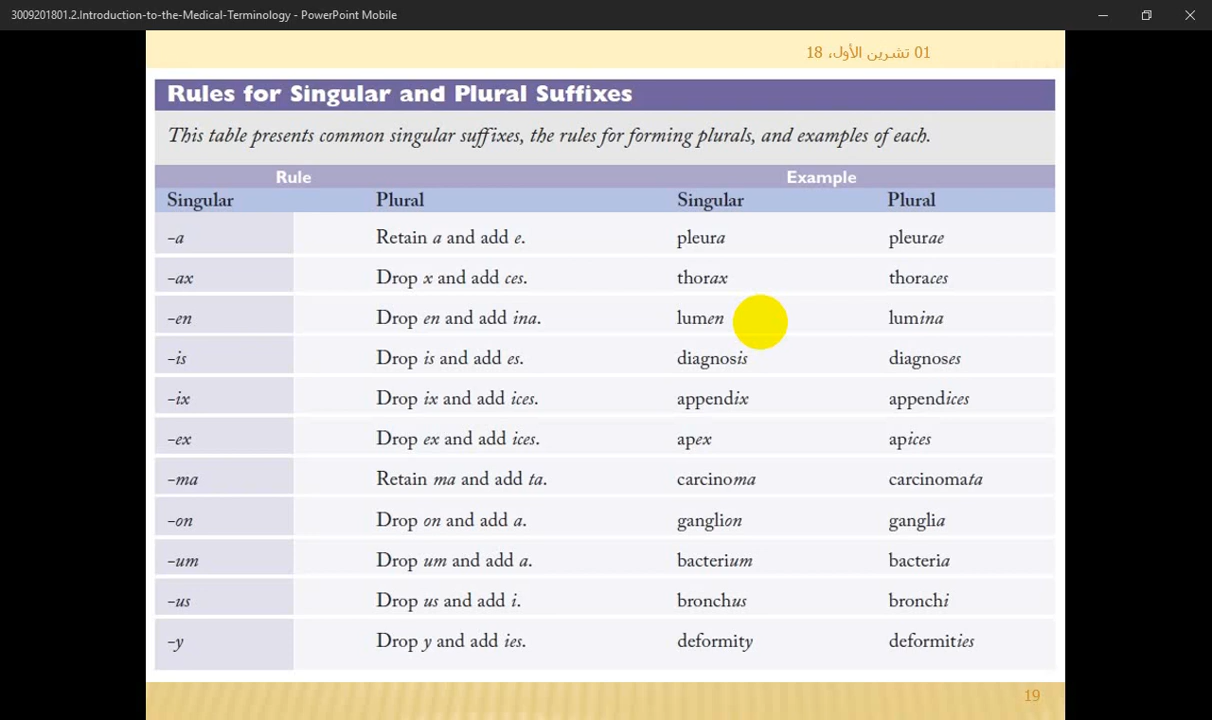 3009201801.2.Introduction-to-the-Medical-Terminology - PowerPoint Mobile
01 تشرين الأول، 18
Rules for Singular and Plural Suffixes
This table presents common singular suffixes, the rules for forming plurals, and examples of each.
Rule Example
Singular Plural Singular Plural
-a Retain a and add e. pleura pleurae
-ax Drop x and add ces. thorax thoraces
-en Drop en and add ina. lumen lumina
-is Drop is and add es. diagnosis diagnoses
-ix Drop ix and add ices. appendix appendices
-ex Drop ex and add ices. apex apices
-ma Retain ma and add ta. carcinoma carcinomata
-on Drop on and add a. ganglion ganglia
-um Drop um and add a. bacterium bacteria
-us Drop us and add i. bronchus bronchi
-y Drop y and add ies. deformity deformities
19